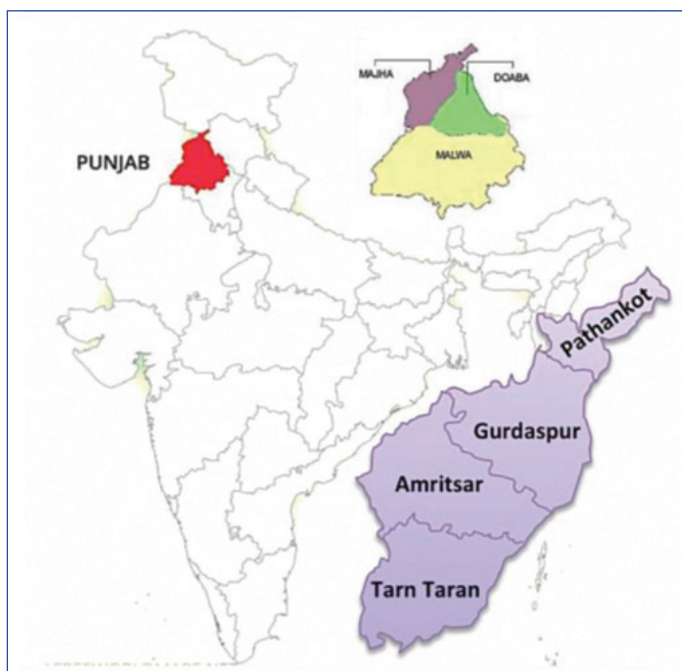 MAJHA
DOABA
PUNJAB
MALWA
Pathankot
Gurdaspur
Amritsar
Tarn Taran